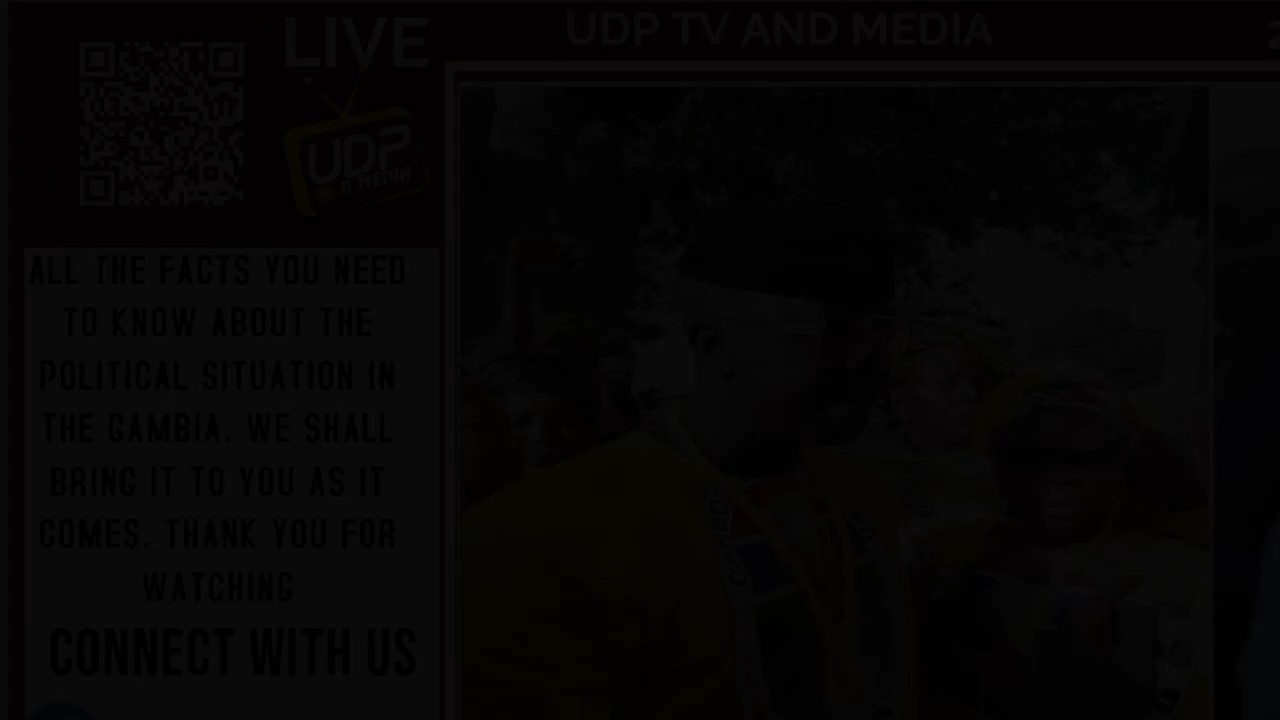 LIVE
UDP TV AND MEDIA
UDP
& MEDIA
ALL THE FACTS YOU NEED
TO KNOW ABOUT THE
POLITICAL SITUATION IN
THE GAMBIA. WE SHALL
BRING IT TO YOU AS IT
COMES. THANK YOU FOR
WATCHING
CONNECT WITH US